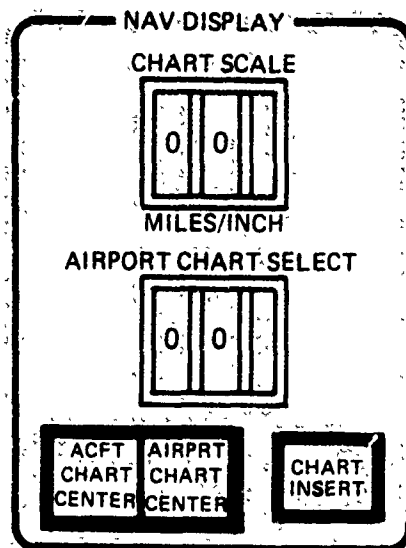 NAV DISPLAY
CHART SCALE
0 0
MILES/INCH
AIRPORT CHART SELECT
0 0
ACFT
CHART
CENTER
AIRPRT
CHART
CENTER
CHART
INSERT